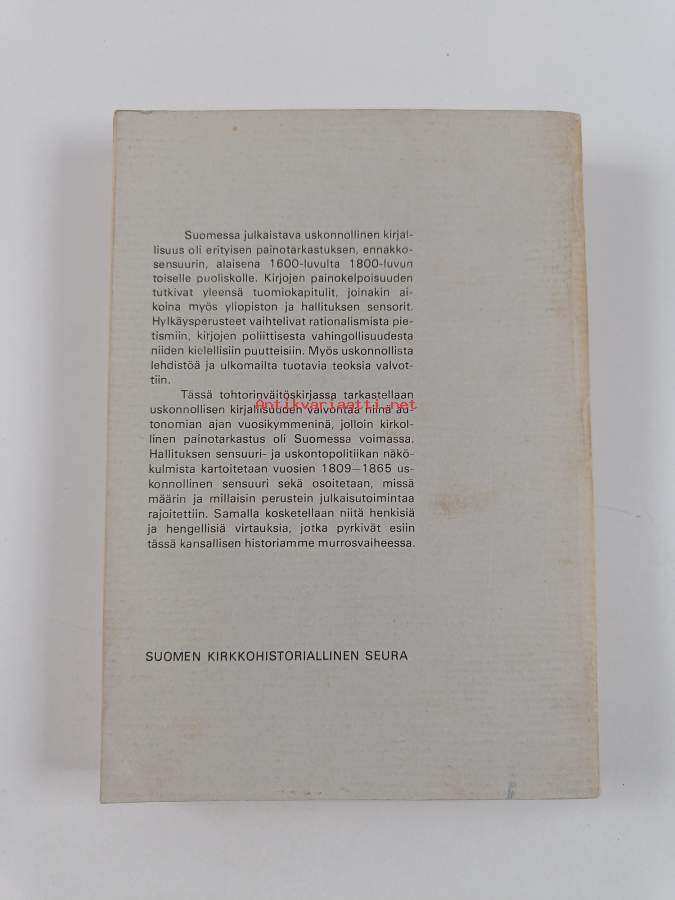 Suomessa julkaistava uskonnollinen kirjal-
lisuus oli erityisen painotarkastuksen, ennakko-
sensuurin, alaisena 1600-luvulta 1800-luvun
toiselle puoliskolle. Kirjojen painokelpoisuuden
tutkivat yleensä tuomiokapitulit, joinakin ai-
koina myös yliopiston ja hallituksen sensorit.
Hylkäysperusteet vaihtelivat rationalismista pie-
tismiin, kirjojen poliittisesta vahingollisuudesta
niiden kielellisiin puutteisiin. Myös uskonnollista
lehdistöä ja ulkomailta tuotavia teoksia valvot-
tiin.
Tässä tohtorinväitöskirjassa tarkastellaan
Antikvariaatti.net
uskonnollisen kirjallisuuden valvontaa niinä au-
tonomian ajan vuosikymmeninä, jolloin kirkol-
linen painotarkastus oli Suomessa voimassa.
Hallituksen sensuuri- ja uskontopolitiikan näkö-
kulmista kartoitetaan vuosien 1809—1865 us-
konnollinen sensuuri sekä osoitetaan, missä
määrin ja millaisin perustein julkaisutoimintaa
rajoitettiin. Samalla kosketellaan niitä henkisiä
ja hengellisiä virtauksia, jotka pyrkivät esiin
tässä kansallisen historiamme murrosvaiheessa.
SUOMEN KIRKKOHISTORIALLINEN SEURA